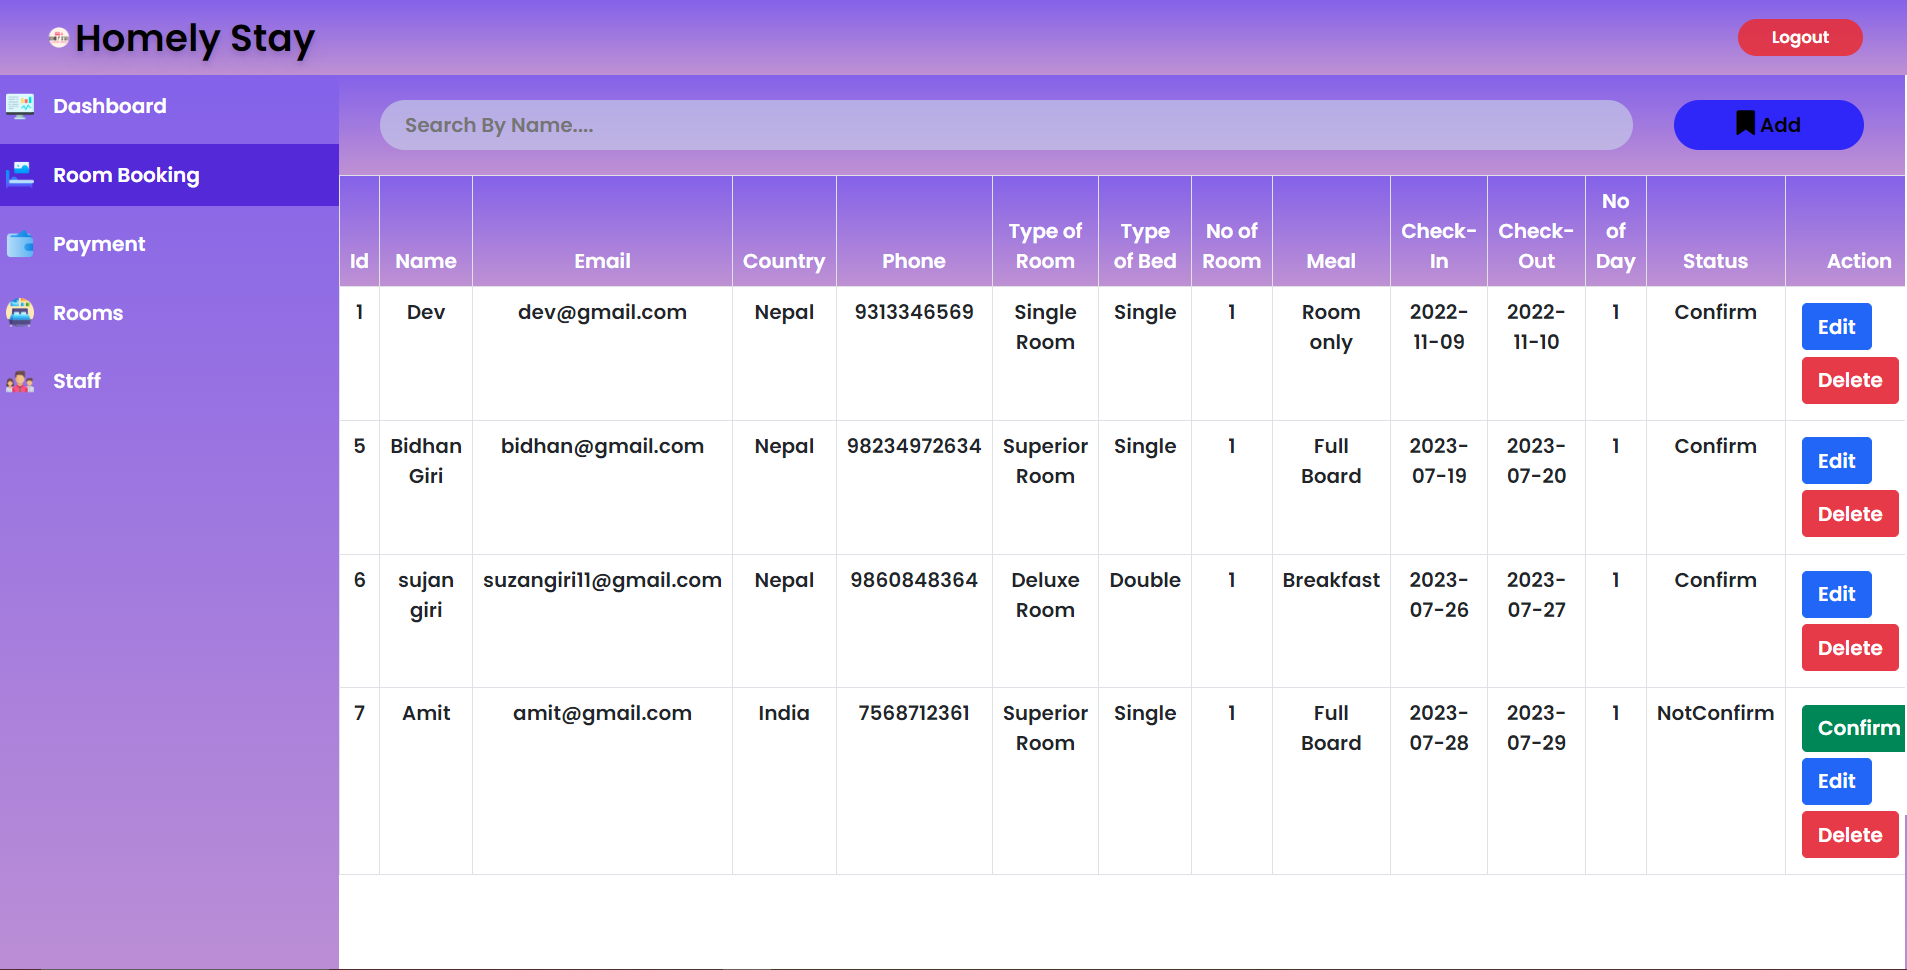 Homely Stay
Logout
Dashboard
Room Booking
Payment
Rooms
Staff
Search By Name....
Add
Id Name Email Country Phone Type of Room Type of Bed No of Room Meal Check-In Check-Out No of Day Status Action
1 Dev dev@gmail.com Nepal 9313346569 Single Room Single 1 Room only 2022-11-09 2022-11-10 1 Confirm Edit Delete
5 Bidhan Giri bidhan@gmail.com Nepal 98234972634 Superior Room Single 1 Full Board 2023-07-19 2023-07-20 1 Confirm Edit Delete
6 sujan giri suzangiri11@gmail.com Nepal 9860848364 Deluxe Room Double 1 Breakfast 2023-07-26 2023-07-27 1 Confirm Edit Delete
7 Amit amit@gmail.com India 7568712361 Superior Room Single 1 Full Board 2023-07-28 2023-07-29 1 NotConfirm Confirm Edit Delete